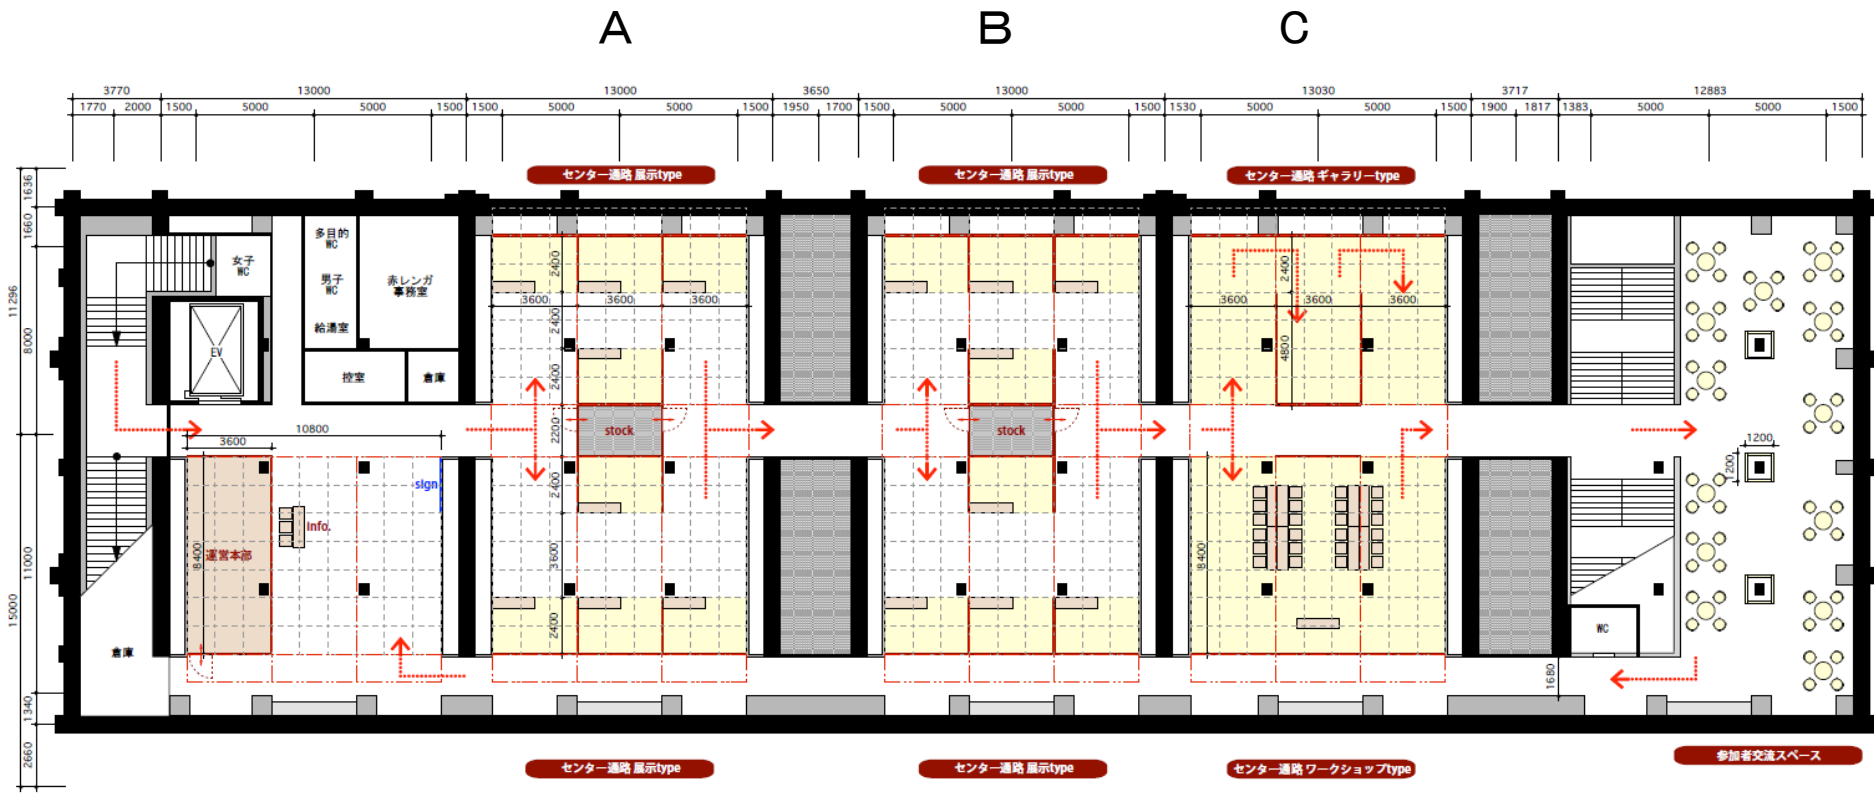 A B C
3770 13000 13000 3650 13000 13030 3717 12883
1770 2000 1500 5000 5000 1500 1500 5000 5000 1500 1950 1700 1500 5000 5000 1500 1530 5000 5000 1500 1900 1817 1383 5000 5000 1500
センター通路 展示type センター通路 展示type センター通路 ギャラリーtype
1636
1660
11296
8000
11000
15000
1340
2660
女子
WC
多目的
WC
男子
WC
給湯室
赤レンガ
事務室
EV
控室
倉庫
10800
3600
8400
運営本部
Info.
sign
倉庫
2400
3600 3600 3600
2400
2400
2200
stock
2400
3600
2400
stock
2400
3600 3600 3600
4800
8400
1200
1200
WC
1680
参加者交流スペース
センター通路 展示type センター通路 展示type センター通路 ワークショップtype